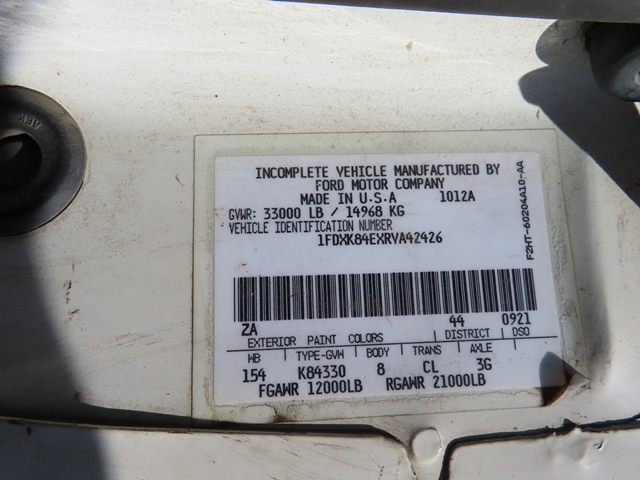 INCOMPLETE VEHICLE MANUFACTURED BY
FORD MOTOR COMPANY
MADE IN U.S.A 1012A
GVWR: 33000 LB / 14968 KG
VEHICLE IDENTIFICATION NUMBER
1FDXK84EXRVA42426
ZA 44 0921
EXTERIOR PAINT COLORS DISTRICT DSO
WB TYPE-GVW BODY TRANS AXLE
154 K84330 8 CL 3G
FGAWR 12000LB RGAWR 21000LB
F2HT-60204A10-AA